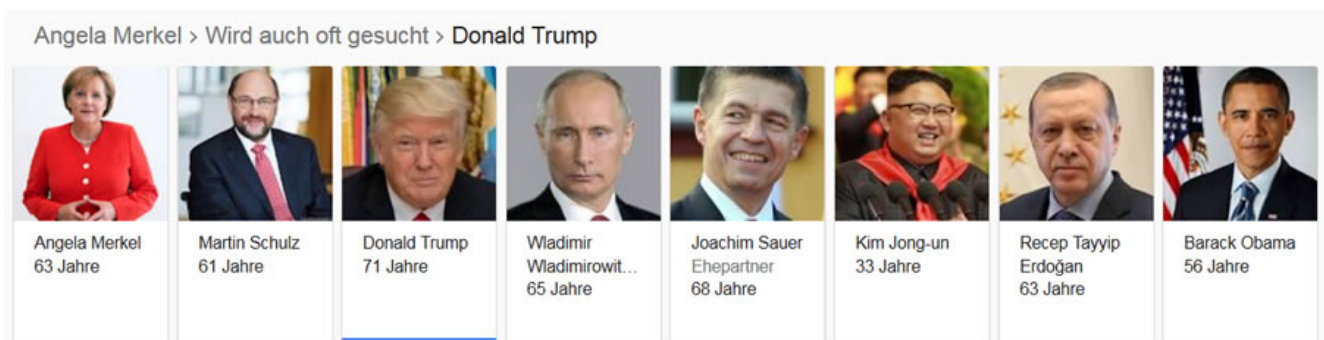 Angela Merkel > Wird auch oft gesucht > Donald Trump
Angela Merkel
63 Jahre
Martin Schulz
61 Jahre
Donald Trump
71 Jahre
Wladimir
Wladimirowit...
65 Jahre
Joachim Sauer
Ehepartner
68 Jahre
Kim Jong-un
33 Jahre
Recep Tayyip
Erdoğan
63 Jahre
Barack Obama
56 Jahre